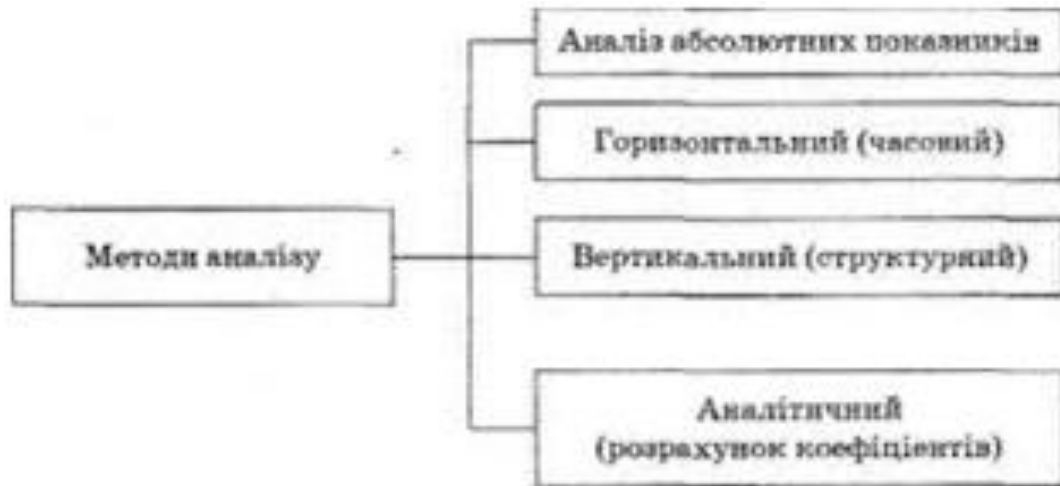 Аналіз абсолютних показників
Горизонтальний (часовий)
Методи аналізу
Вертикальний (структурний)
Аналітичний
(розрахунок коефіцієнтів)